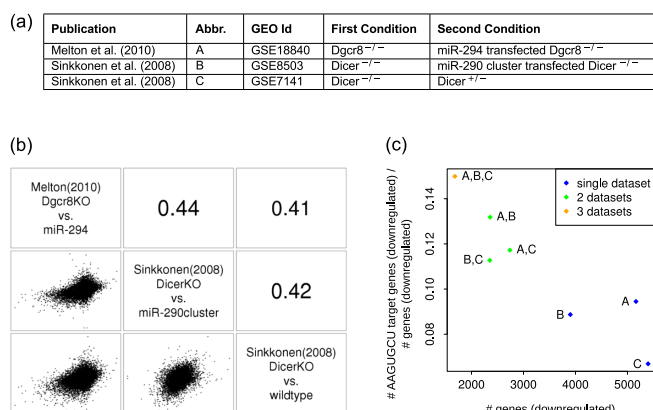 (a)
Publication Abbr. GEO Id First Condition Second Condition
Melton et al. (2010) A GSE18840 Dgcr8 −/− miR-294 transfected Dgcr8 −/−
Sinkkonen et al. (2008) B GSE8503 Dicer −/− miR-290 cluster transfected Dicer −/−
Sinkkonen et al. (2008) C GSE7141 Dicer −/− Dicer +/−
(b)
Melton(2010)
Dgcr8KO
vs.
miR-294
0.44
0.41
Sinkkonen(2008)
DicerKO
vs.
miR-290cluster
0.42
Sinkkonen(2008)
DicerKO
vs.
wildtype
(c)
# AAGUGCU target genes (downregulated) /
# genes (downregulated)
0.14
0.12
0.10
0.08
A,B,C
A,B
A,C
B,C
A
B
C
single dataset
2 datasets
3 datasets
2000 3000 4000 5000
# genes (downregulated)